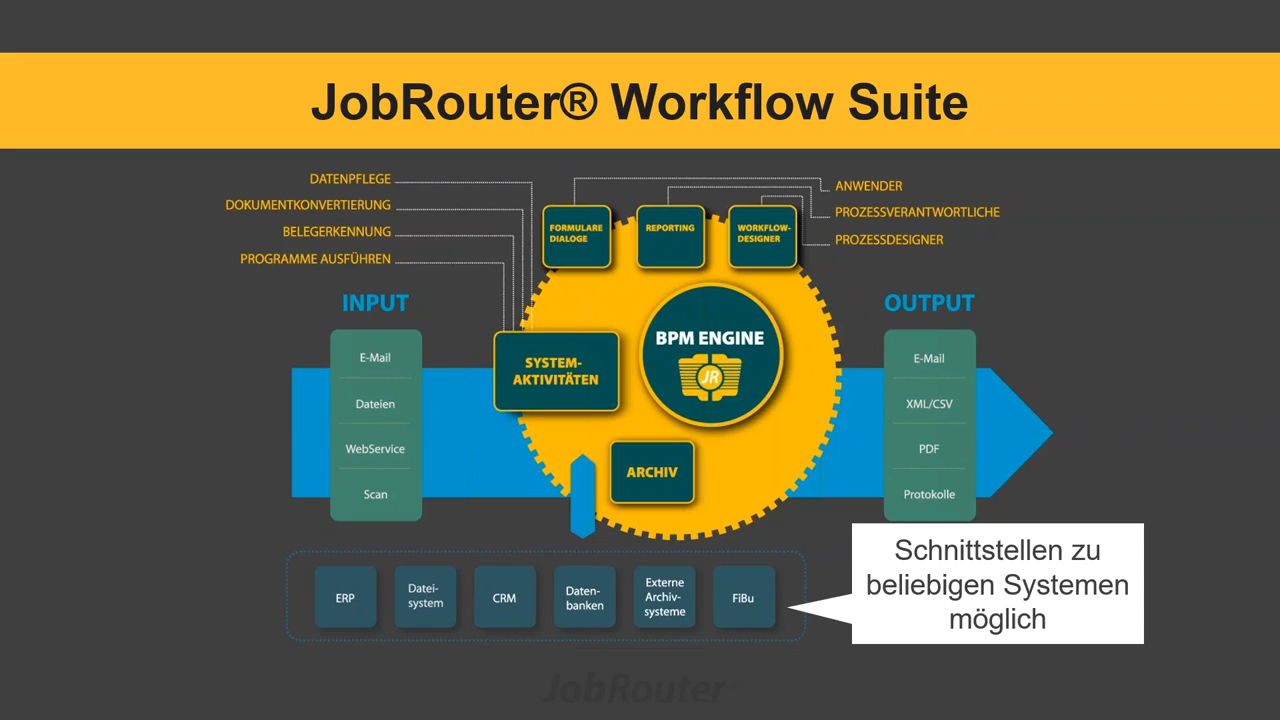 JobRouter® Workflow Suite
DATENPFLEGE
DOKUMENTKONVERTIERUNG
BELEGERKENNUNG
PROGRAMME AUSFÜHREN
ANWENDER
PROZESSVERANTWORTLICHE
PROZESSDESIGNER
FORMULARE
DIALOGE
REPORTING
WORKFLOW-
DESIGNER
INPUT
E-Mail
Dateien
WebService
Scan
SYSTEM-
AKTIVITÄTEN
BPM ENGINE
JR
ARCHIV
OUTPUT
E-Mail
XML/CSV
PDF
Protokolle
ERP
Datei-
system
CRM
Daten-
banken
Externe
Archiv-
systeme
FiBu
Schnittstellen zu
beliebigen Systemen
möglich
JobRouter